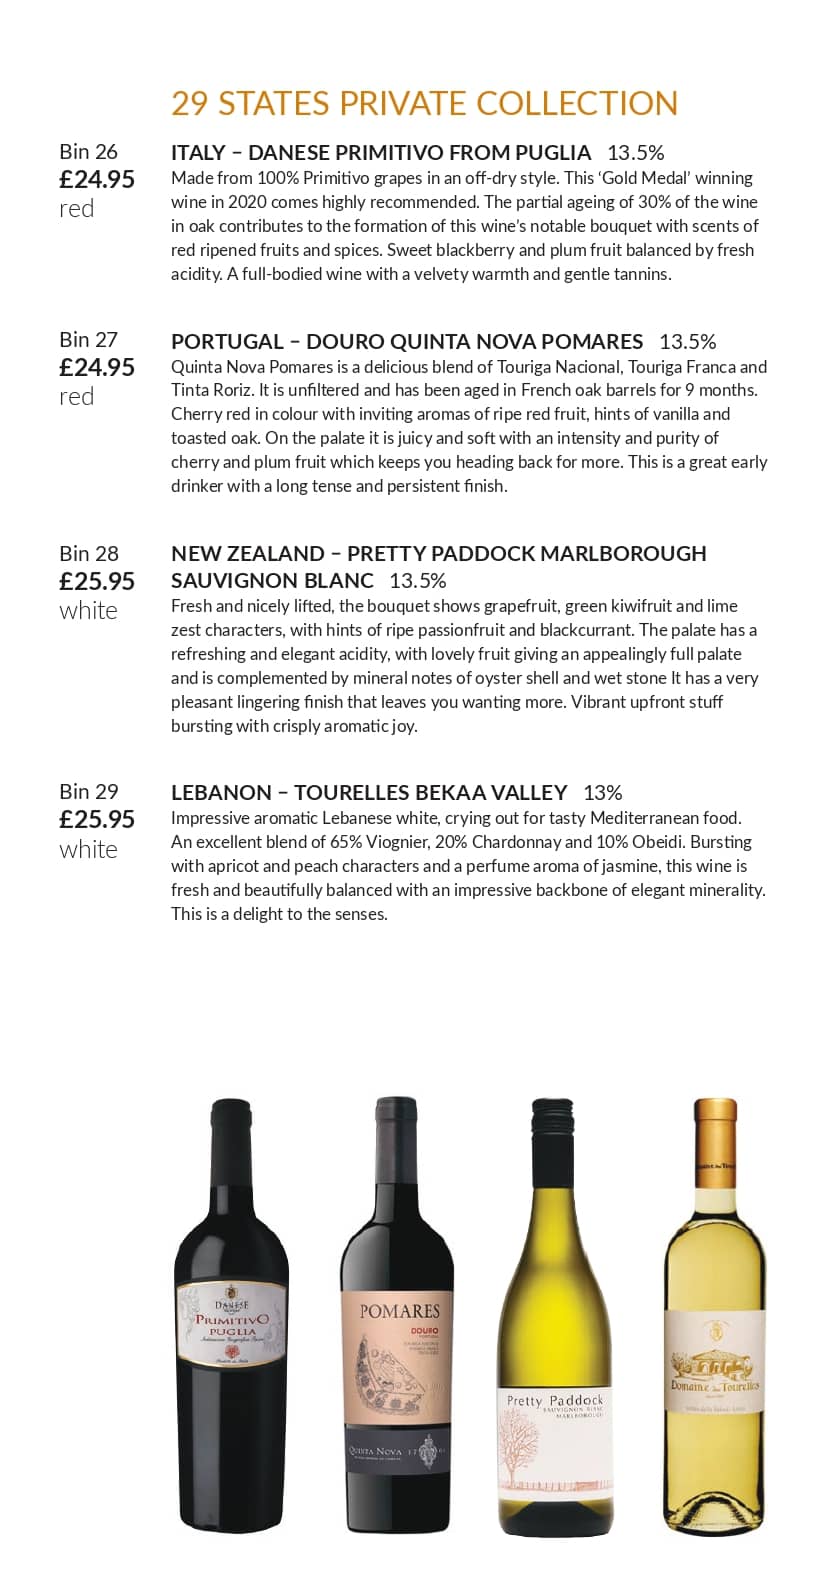 29 STATES PRIVATE COLLECTION
Bin 26
£24.95
red
ITALY – DANESE PRIMITIVO FROM PUGLIA 13.5%
Made from 100% Primitivo grapes in an off-dry style. This ‘Gold Medal’ winning
wine in 2020 comes highly recommended. The partial ageing of 30% of the wine
in oak contributes to the formation of this wine’s notable bouquet with scents of
red ripened fruits and spices. Sweet blackberry and plum fruit balanced by fresh
acidity. A full-bodied wine with a velvety warmth and gentle tannins.
Bin 27
£24.95
red
PORTUGAL – DOURO QUINTA NOVA POMARES 13.5%
Quinta Nova Pomares is a delicious blend of Touriga Nacional, Touriga Franca and
Tinta Roriz. It is unfiltered and has been aged in French oak barrels for 9 months.
Cherry red in colour with inviting aromas of ripe red fruit, hints of vanilla and
toasted oak. On the palate it is juicy and soft with an intensity and purity of
cherry and plum fruit which keeps you heading back for more. This is a great early
drinker with a long tense and persistent finish.
Bin 28
£25.95
white
NEW ZEALAND – PRETTY PADDOCK MARLBOROUGH
SAUVIGNON BLANC 13.5%
Fresh and nicely lifted, the bouquet shows grapefruit, green kiwifruit and lime
zest characters, with hints of ripe passionfruit and blackcurrant. The palate has a
refreshing and elegant acidity, with lovely fruit giving an appealingly full palate
and is complemented by mineral notes of oyster shell and wet stone It has a very
pleasant lingering finish that leaves you wanting more. Vibrant upfront stuff
bursting with crisply aromatic joy.
Bin 29
£25.95
white
LEBANON – TOURELLES BEKAA VALLEY 13%
Impressive aromatic Lebanese white, crying out for tasty Mediterranean food.
An excellent blend of 65% Viognier, 20% Chardonnay and 10% Obeidi. Bursting
with apricot and peach characters and a perfume aroma of jasmine, this wine is
fresh and beautifully balanced with an impressive backbone of elegant minerality.
This is a delight to the senses.
DANESE
PRIMITIVO
PUGLIA
POMARES
DOURO
QUINTA NOVA
Pretty Paddock
SAUVIGNON BLANC
MARLBOROUGH
Domaine des Tourelles